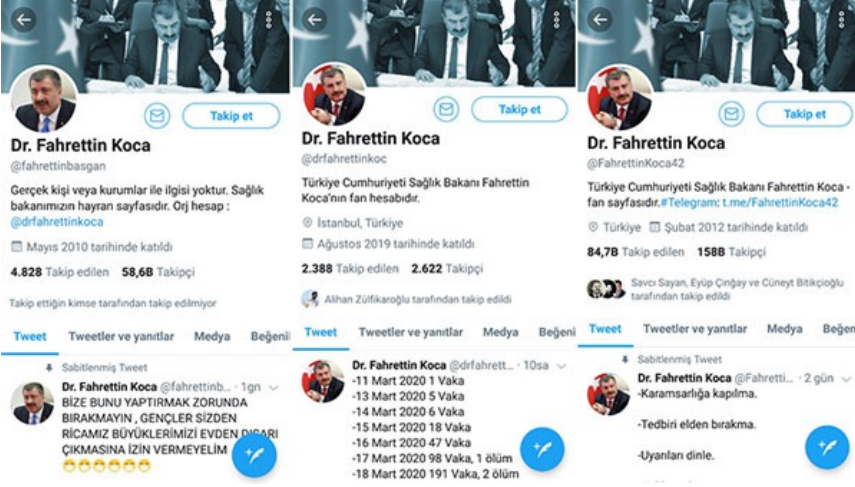 Takip et
Dr. Fahrettin Koca
@fahrettinbasgan
Gerçek kişi veya kurumlar ile ilgisi yoktur. Sağlık
bakanımızın hayran sayfasıdır. Orj hesap :
@drfahrettinkoca
Mayıs 2010 tarihinde katıldı
4.828 Takip edilen 58,6B Takipçi
Takip ettiğin kimse tarafından takip edilmiyor
Tweet Tweetler ve yanıtlar Medya Beğeni
Sabitlenmiş Tweet
Dr. Fahrettin Koca @fahrettinb... · 1gn
BİZE BUNU YAPTIRMAK ZORUNDA
BIRAKMAYIN , GENÇLER SİZDEN
RİCAMIZ BÜYÜKLERİMİZİ EVDEN DIŞARI
ÇIKMASINA İZİN VERMEYELİM
Takip et
Dr. Fahrettin Koca
@drfahrettinkoc
Türkiye Cumhuriyeti Sağlık Bakanı Fahrettin
Koca'nın fan hesabıdır.
İstanbul, Türkiye
Ağustos 2019 tarihinde katıldı
2.388 Takip edilen 2.622 Takipçi
Alihan Zülfikaroğlu tarafından takip edildi
Tweet Tweetler ve yanıtlar Medya Beğeni
Dr. Fahrettin Koca @drfahrett... · 10sa
-11 Mart 2020 1 Vaka
-13 Mart 2020 5 Vaka
-14 Mart 2020 6 Vaka
-15 Mart 2020 18 Vaka
-16 Mart 2020 47 Vaka
-17 Mart 2020 98 Vaka, 1 ölüm
-18 Mart 2020 191 Vaka, 2 ölüm
Takip et
Dr. Fahrettin Koca
@FahrettinKoca42
Türkiye Cumhuriyeti Sağlık Bakanı Fahrettin Koca -
fan sayfasıdır.#Telegram: t.me/FahrettinKoca42
Türkiye Şubat 2012 tarihinde katıldı
84,7B Takip edilen 158B Takipçi
Savcı Sayan, Eyüp Çıngay ve Cüneyt Bitikçioğlu
tarafından takip edildi
Tweet Tweetler ve yanıtlar Medya Beğen
Sabitlenmiş Tweet
Dr. Fahrettin Koca @Fahretti... · 2 gün
-Karamsarlığa kapılma.
-Tedbiri elden bırakma.
-Uyarıları dinle.